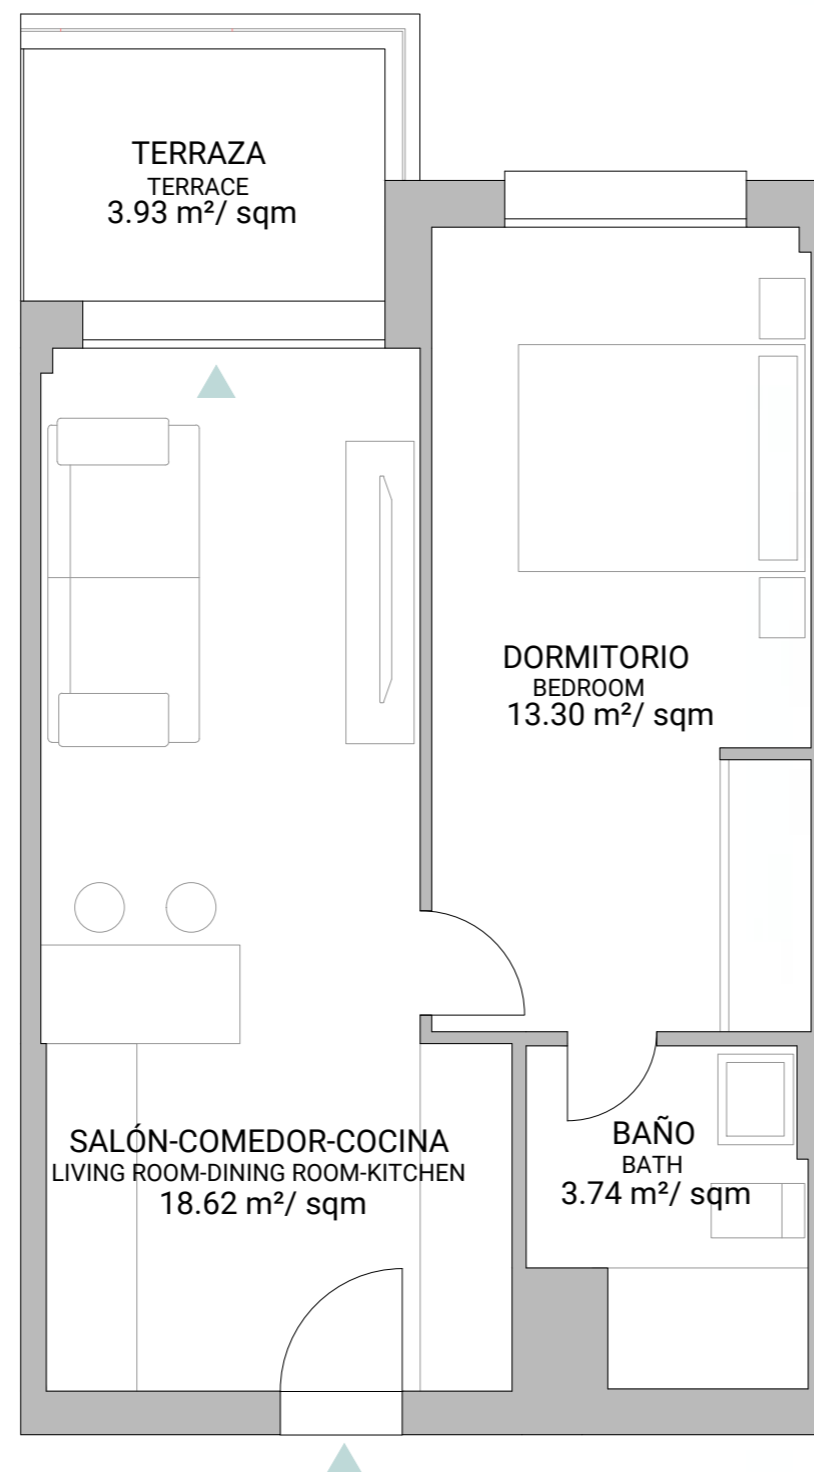 TERRAZA
TERRACE
3.93 m²/ sqm
DORMITORIO
BEDROOM
13.30 m²/ sqm
SALÓN-COMEDOR-COCINA
LIVING ROOM-DINING ROOM-KITCHEN
18.62 m²/ sqm
BAÑO
BATH
3.74 m²/ sqm